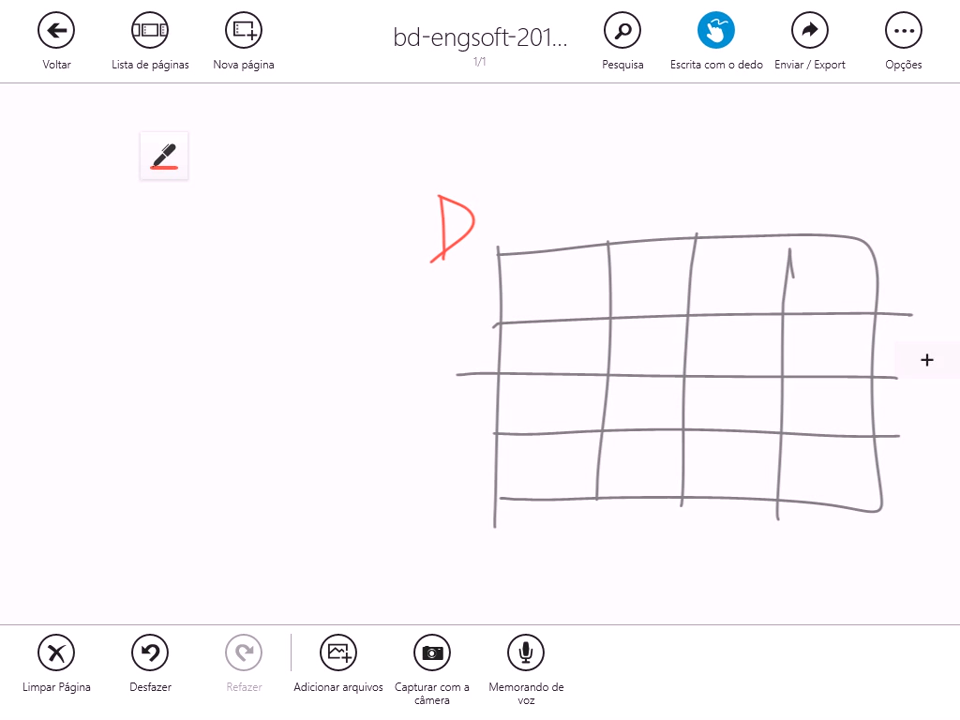 bd-engsoft-201...
1/1
Voltar
Lista de páginas
Nova página
Pesquisa
Escrita com o dedo
Enviar / Export
Opções
D
+
Limpar Página
Desfazer
Refazer
Adicionar arquivos
Capturar com a
câmera
Memorando de
voz